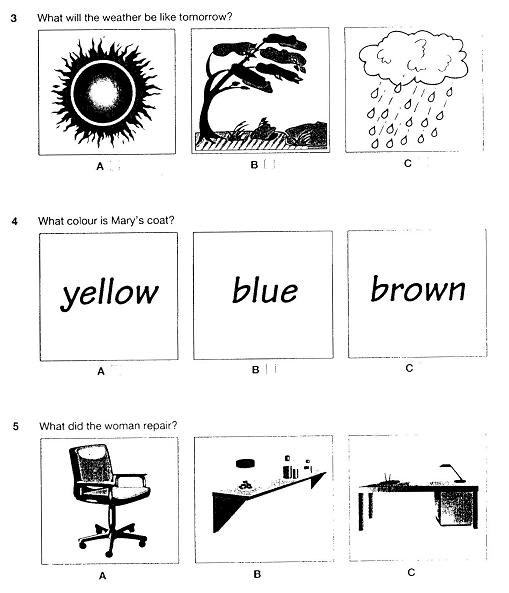 3 What will the weather be like tomorrow?
A B C
4 What colour is Mary's coat?
yellow blue brown
A B C
5 What did the woman repair?
A B C